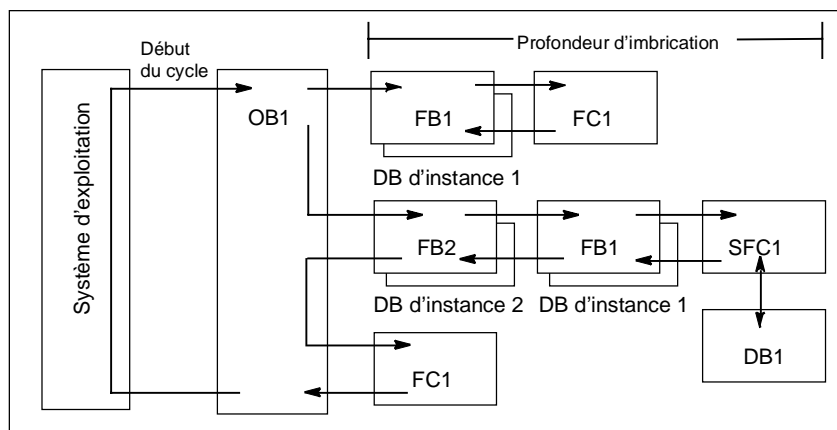 Profondeur d'imbrication
Début
du cycle
Système d'exploitation
OB1
FB1
FC1
DB d'instance 1
FB2
FB1
SFC1
DB d'instance 2
DB d'instance 1
FC1
DB1